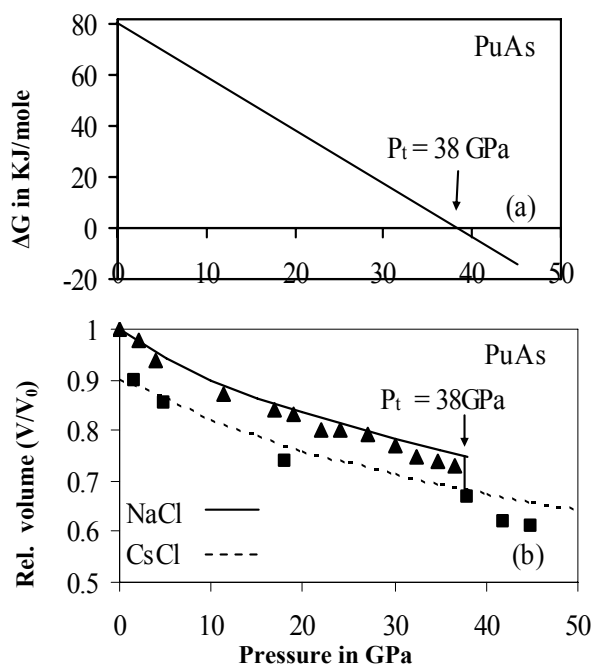 80
PuAs
60
40
Pt = 38 GPa
20
(a)
0
-20
0 10 20 30 40 50
ΔG in KJ/mole
1
PuAs
0.9
Pt = 38GPa
0.8
0.7
NaCl
0.6
CsCl
(b)
0.5
0 10 20 30 40 50
Rel. volume (V/V0)
Pressure in GPa